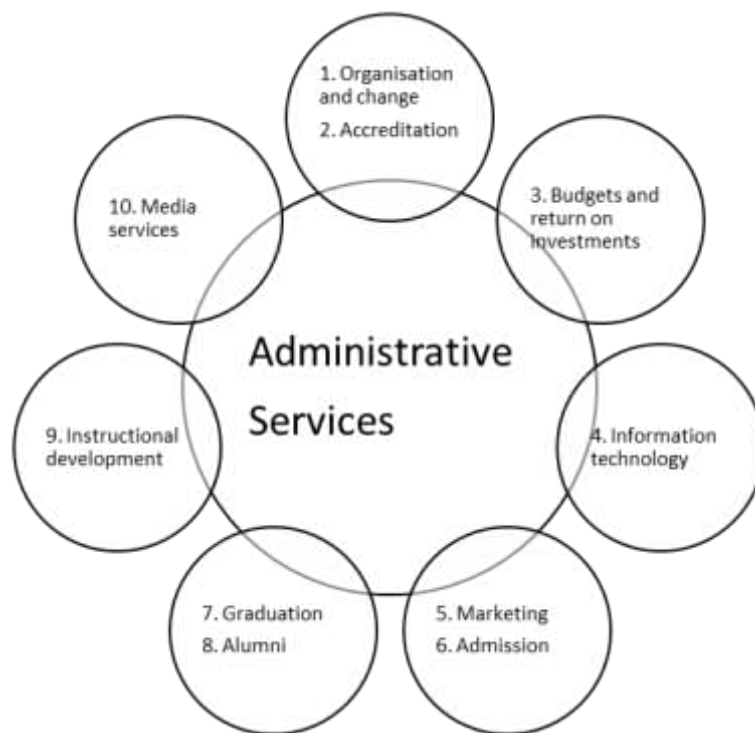 1. Organisation
and change
2. Accreditation
3. Budgets and
return on
investments
4. Information
technology
5. Marketing
6. Admission
7. Graduation
8. Alumni
9. Instructional
development
10. Media
services
Administrative
Services